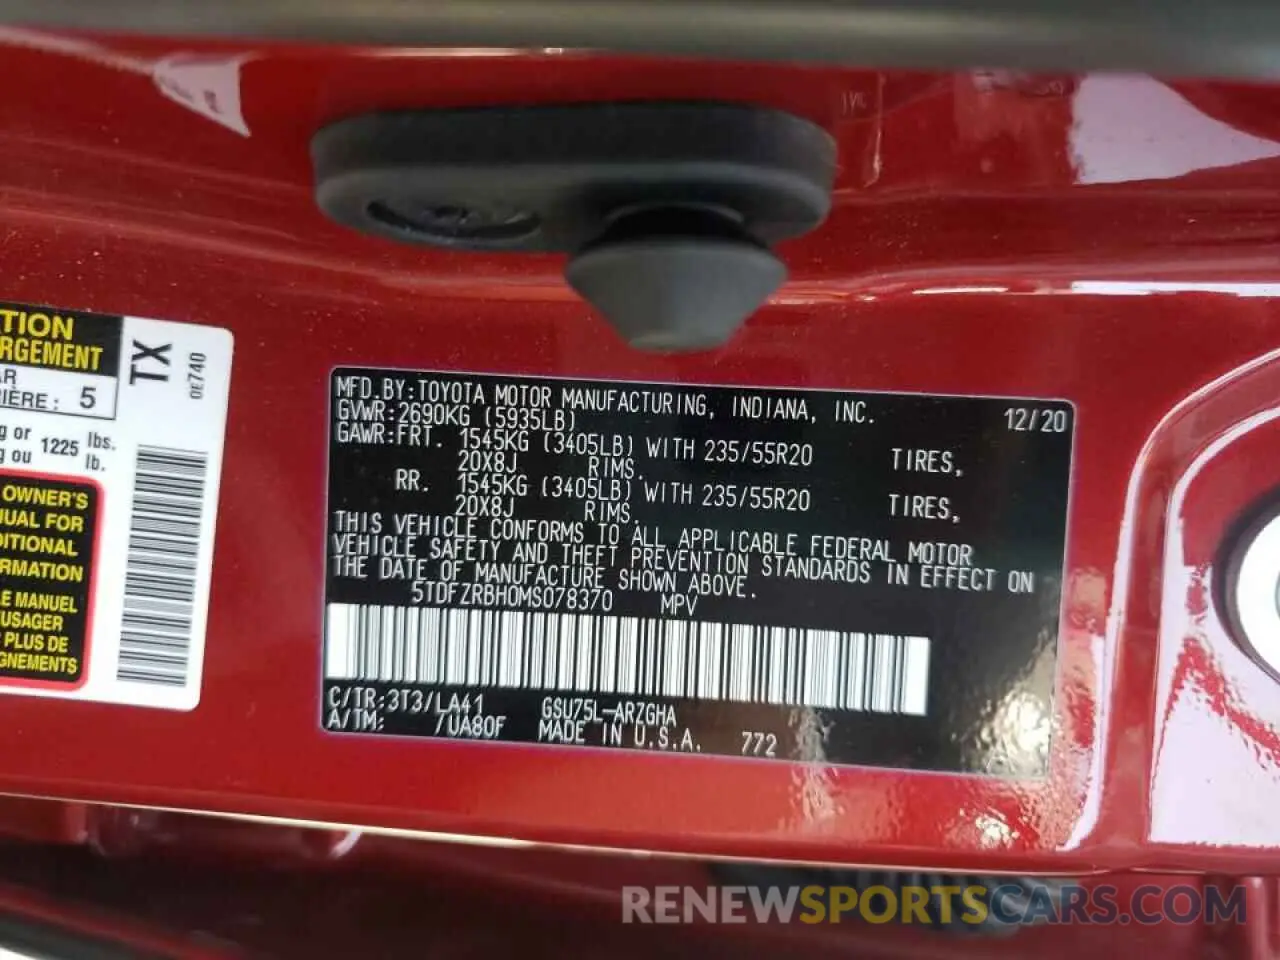 TION
RGEMENT
AR
IÈRE : 5
g or 1225 lbs.
g ou lb.
OWNER'S
UAL FOR
DITIONAL
RMATION
LE MANUEL
USAGER
PLUS DE
GNEMENTS
TX
0E740
MFD.BY:TOYOTA MOTOR MANUFACTURING, INDIANA, INC. 12/20
GVWR:2690KG (5935LB)
GAWR:FRT. 1545KG (3405LB) WITH 235/55R20 TIRES,
20X8J RIMS.
RR. 1545KG (3405LB) WITH 235/55R20 TIRES,
20X8J RIMS.
THIS VEHICLE CONFORMS TO ALL APPLICABLE FEDERAL MOTOR
VEHICLE SAFETY AND THEFT PREVENTION STANDARDS IN EFFECT ON
THE DATE OF MANUFACTURE SHOWN ABOVE.
5TDFZRBH0MS078370 MPV
C/TR:3T3/LA41 GSU75L-ARZGHA
A/TM: /UA80F MADE IN U.S.A. 772
RENEWSPORTSCARS.COM